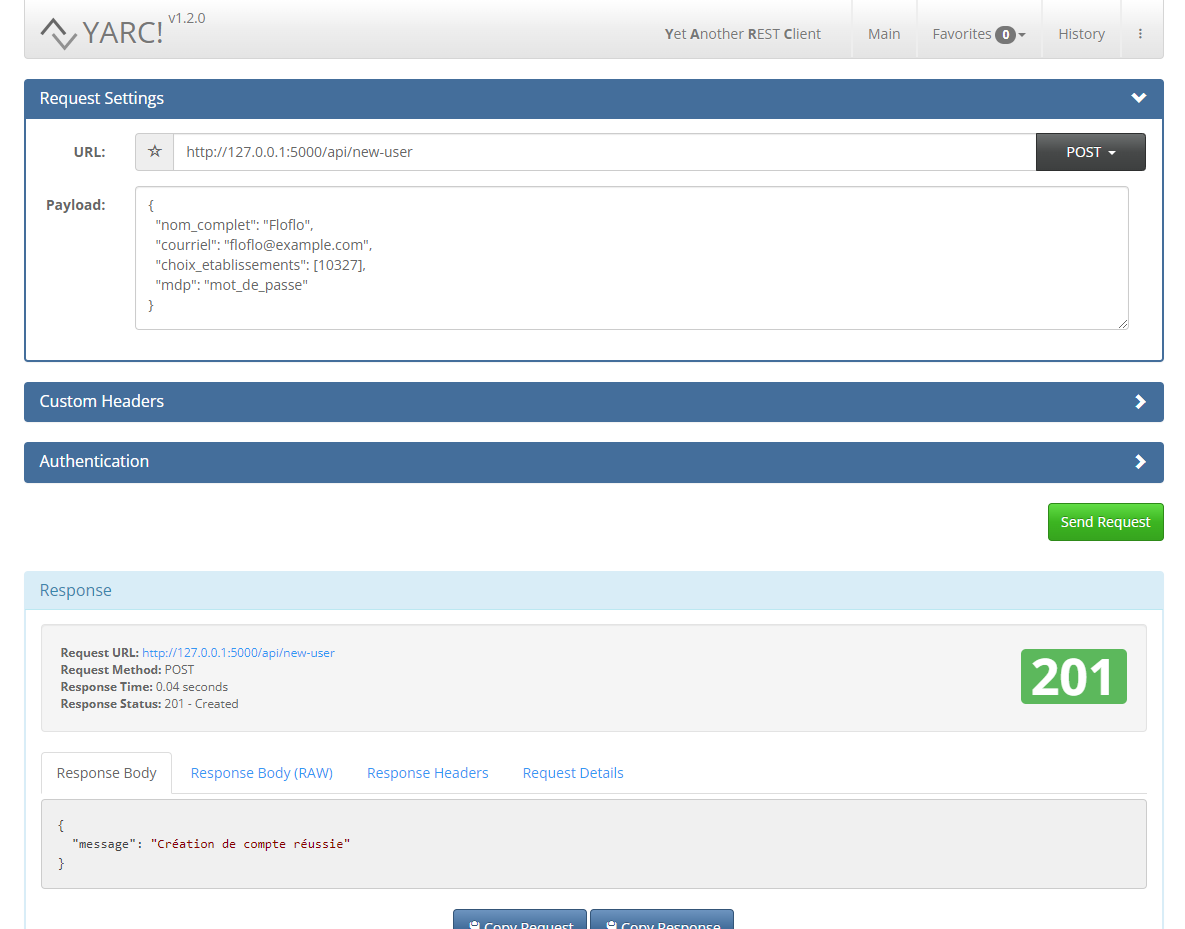 YARC! v1.2.0
Yet Another REST Client
Main
Favorites 0
History
Request Settings
URL:
http://127.0.0.1:5000/api/new-user
POST
Payload:
{
"nom_complet": "Floflo",
"courriel": "floflo@example.com",
"choix_etablissements": [10327],
"mdp": "mot_de_passe"
}
Custom Headers
Authentication
Send Request
Response
Request URL: http://127.0.0.1:5000/api/new-user
Request Method: POST
Response Time: 0.04 seconds
Response Status: 201 - Created
201
Response Body
Response Body (RAW)
Response Headers
Request Details
{
"message": "Création de compte réussie"
}
Copy Request
Copy Response